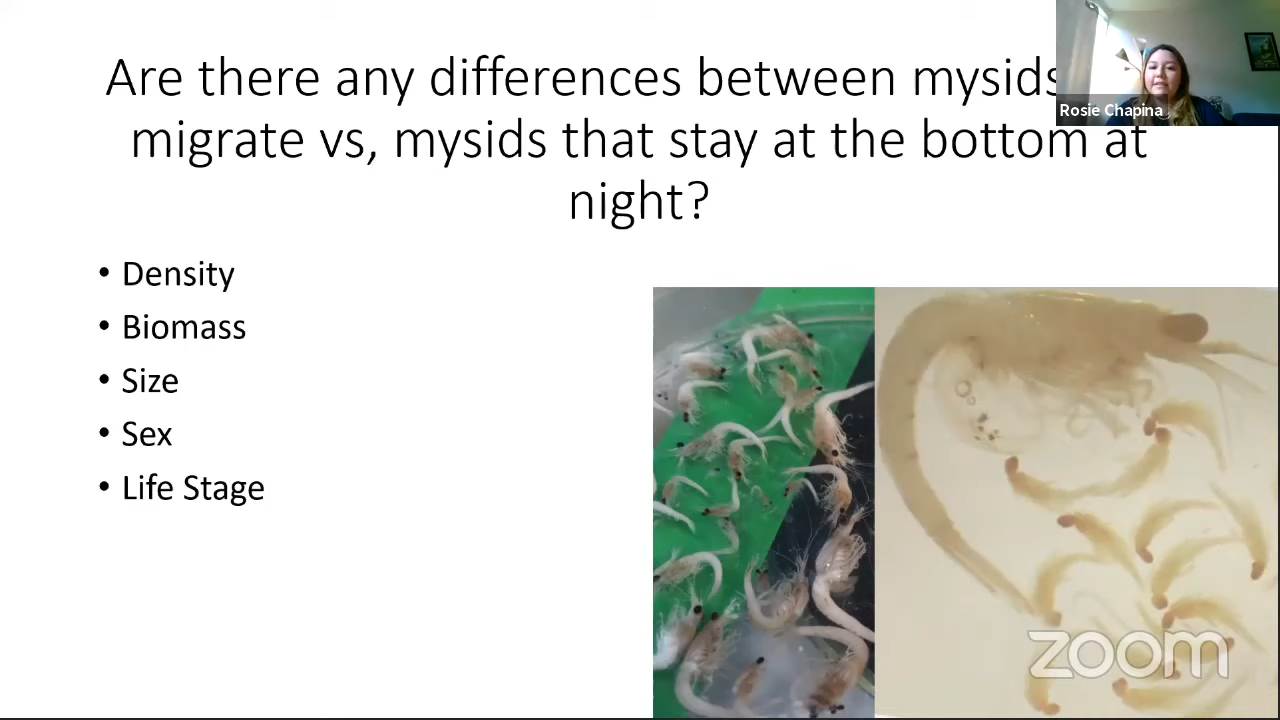 Are there any differences between mysids
migrate vs, mysids that stay at the bottom at
night?
• Density
• Biomass
• Size
• Sex
• Life Stage
Rosie Chapina
zoom